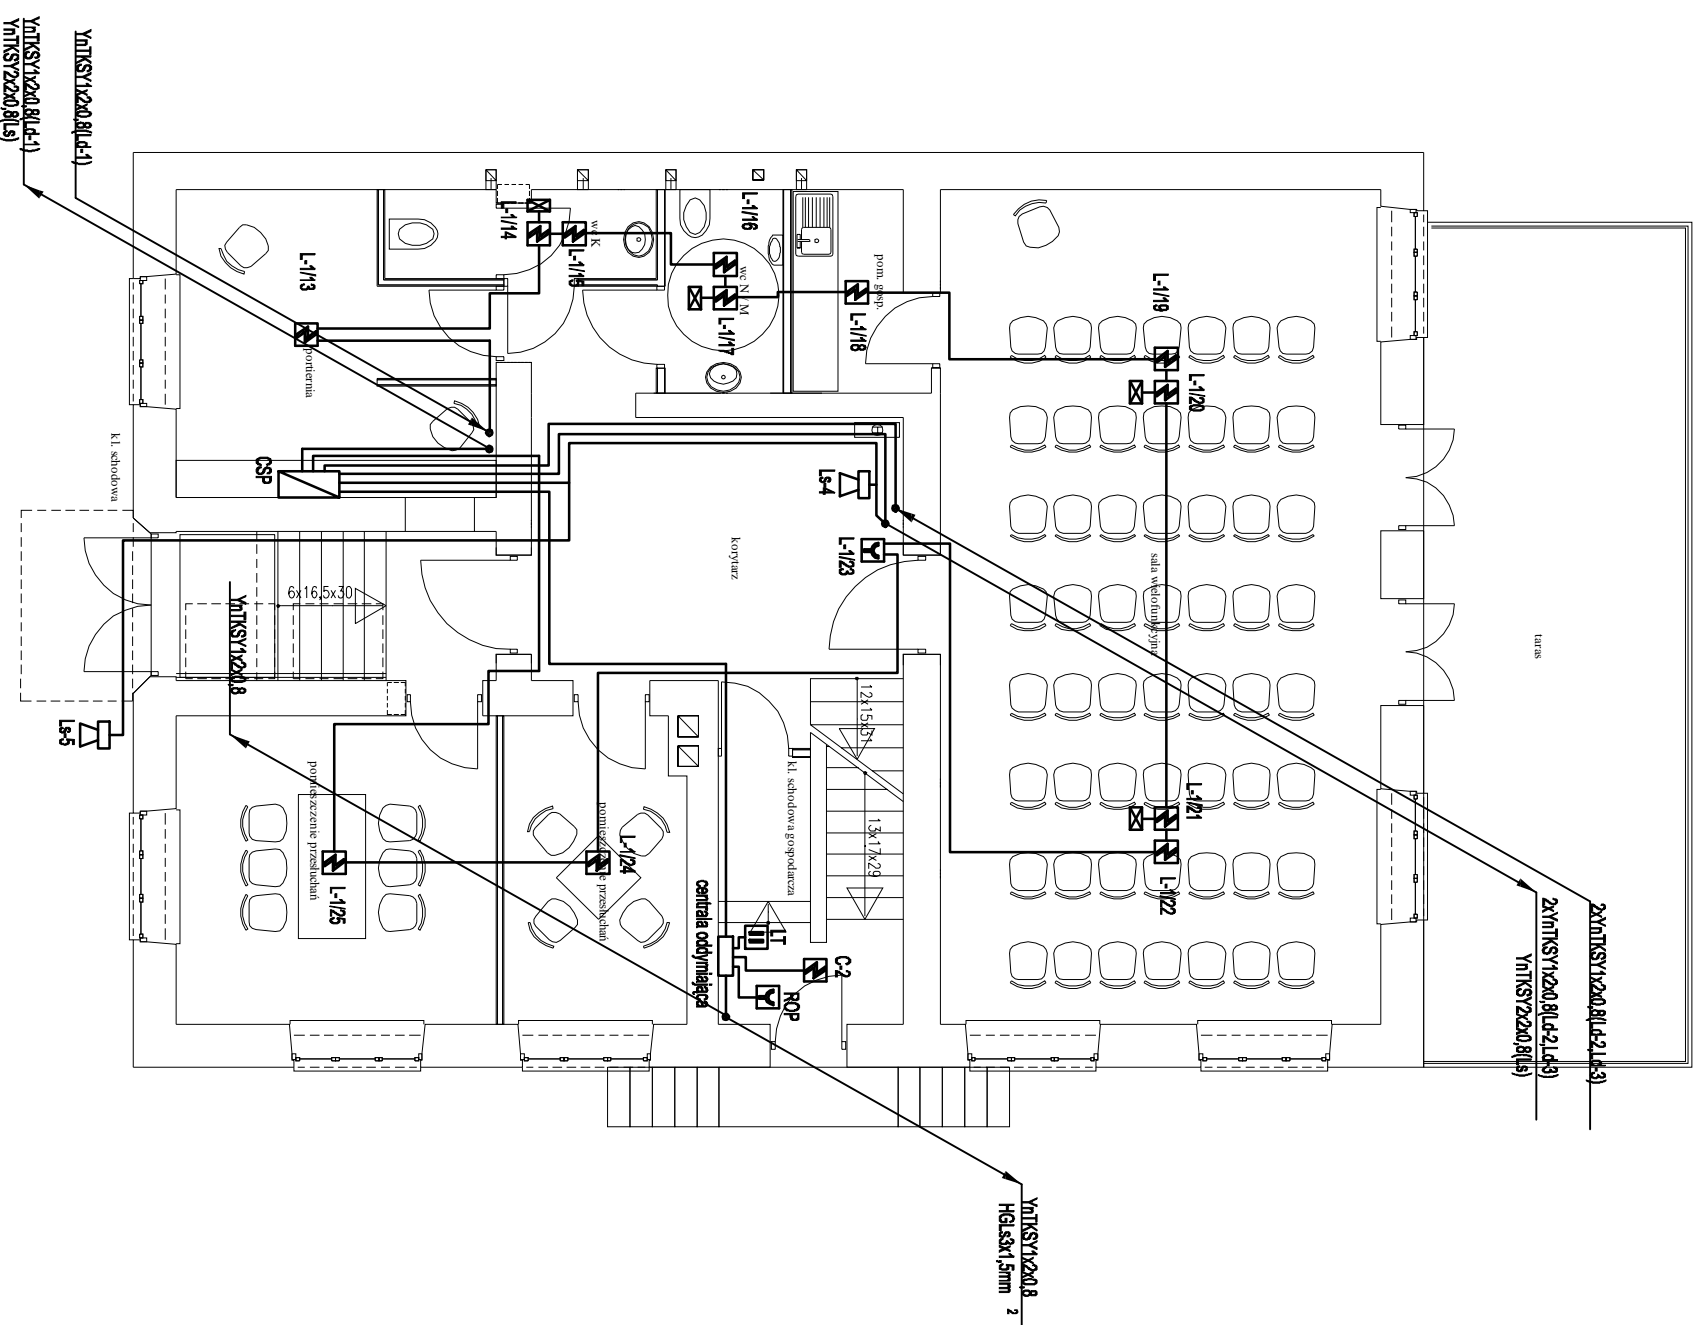 YnTKSY1x2x0,8(Ld-1)
YnTKSY1x2x0,8(Ld-1)
YnTKSY2x2x0,8(Ls)
L-1/13
portiernia
L-1/14
wc K
L-1/15
L-1/16
wc N / M
L-1/17
pom. gosp.
L-1/18
L-1/19
L-1/20
sala wielofunkcyjna
L-1/21
L-1/22
taras
kl. schodowa
CSP
Ls-4
L-1/23
korytarz
6x16,5x30
YnTKSY1x2x0,8
Ls-5
12x15x31
13x17x29
kl. schodowa gospodarcza
pomieszczenie przesłuchań
L-1/25
pomieszczenie przesłuchań
L-1/24
centrala oddymiająca
LT
C-2
ROP
2xYnTKSY1x2x0,8(Ld-2,Ld-3)
2xYnTKSY1x2x0,8(Ld-2,Ld-3)
YnTKSY2x2x0,8(Ls)
YnTKSY1x2x0,8
HGLs3x1,5mm 2